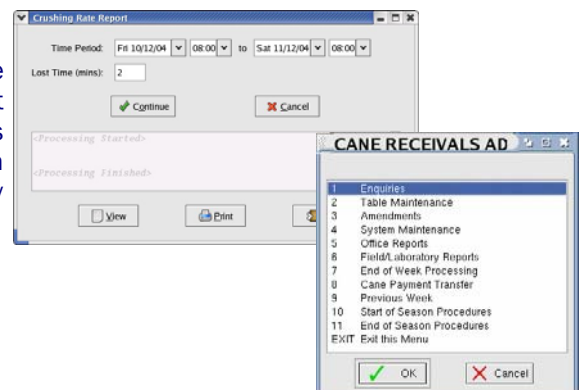 Crushing Rate Report
Time Period: Fri 10/12/04 08:00 to Sat 11/12/04 08:00
Lost Time (mins): 2
Continue Cancel
<Processing Started>
<Processing Finished>
View Print
CANE RECEIVALS AD
1 Enquiries
2 Table Maintenance
3 Amendments
4 System Maintenance
5 Office Reports
6 Field/Laboratory Reports
7 End of Week Processing
8 Cane Payment Transfer
9 Previous Week
10 Start of Season Procedures
11 End of Season Procedures
EXIT Exit this Menu
OK Cancel